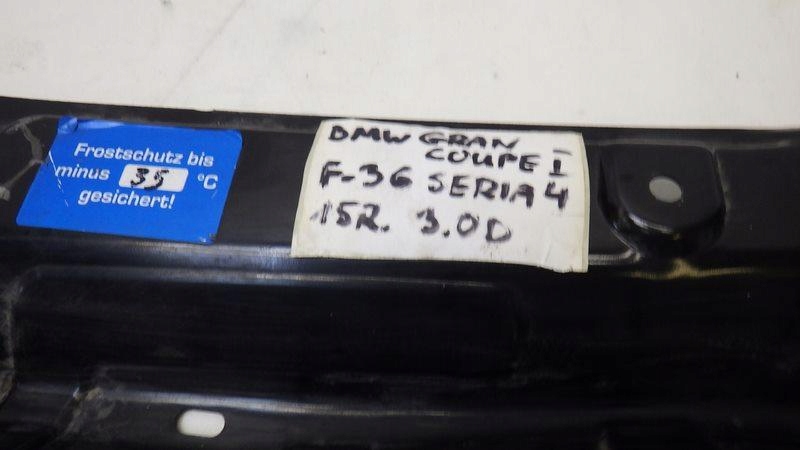 Frostschutz bis
minus 35 °C
gesichert!
BMW GRAN
COUPE I
F-36 SERIA 4
15R. 3.0D